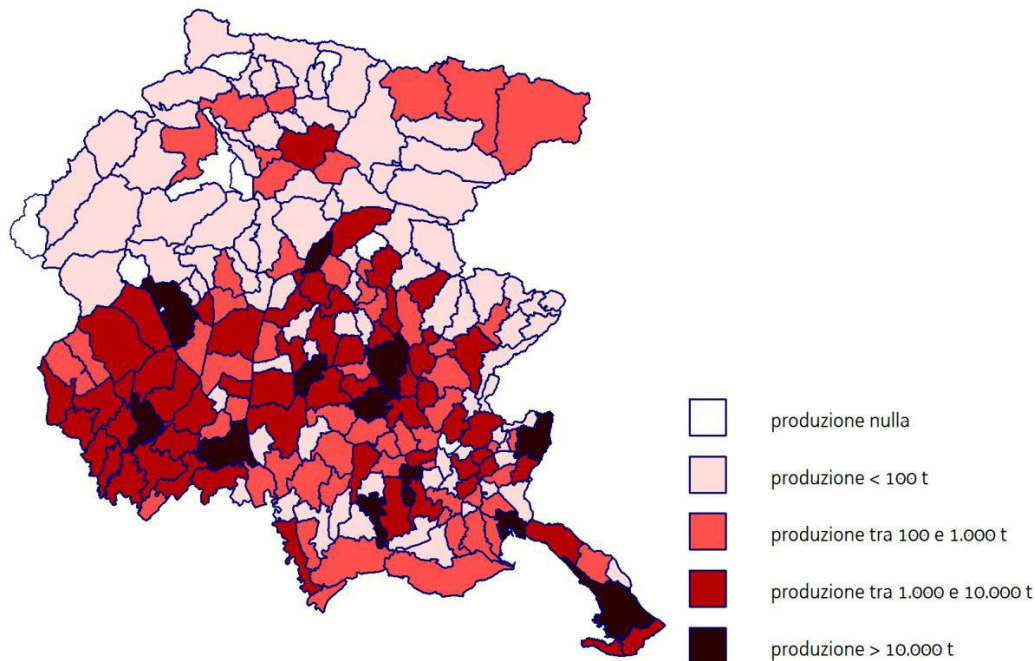 produzione nulla
produzione < 100 t
produzione tra 100 e 1.000 t
produzione tra 1.000 e 10.000 t
produzione > 10.000 t